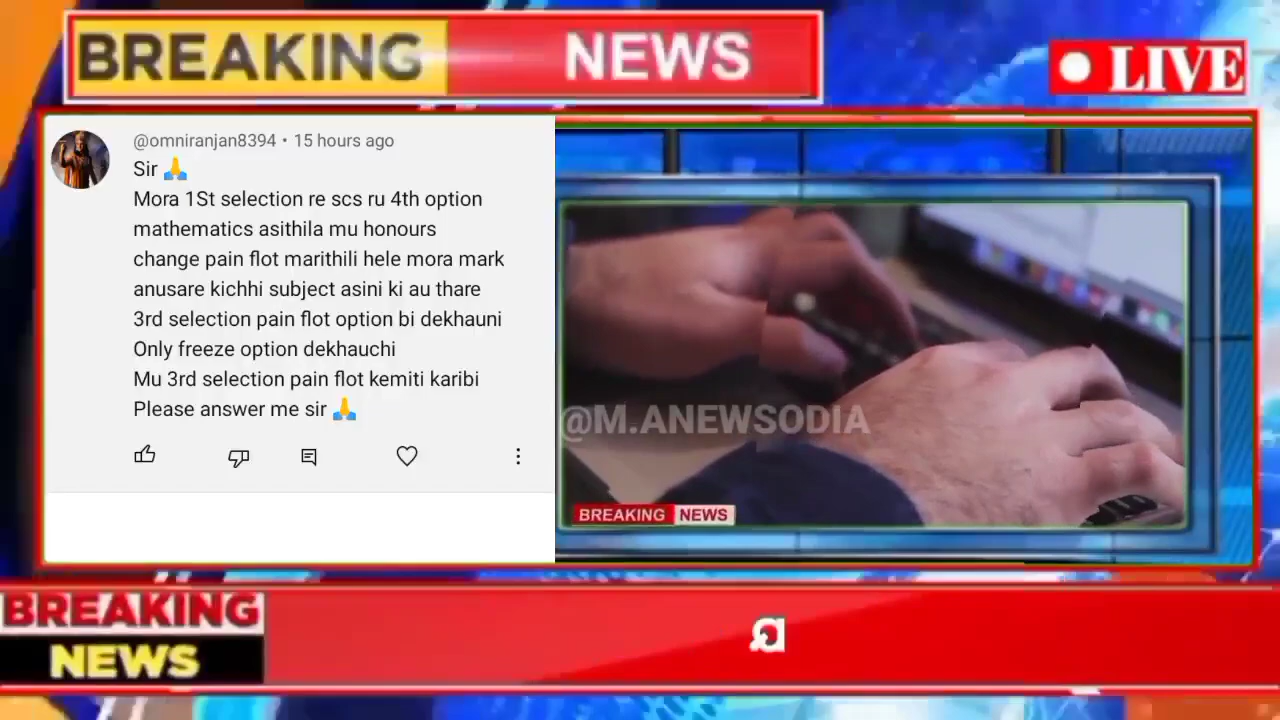 BREAKING NEWS
LIVE
@omniranjan8394 • 15 hours ago
Sir 🙏
Mora 1St selection re scs ru 4th option
mathematics asithila mu honours
change pain flot marithili hele mora mark
anusare kichhi subject asini ki au thare
3rd selection pain flot option bi dekhauni
Only freeze option dekhauchi
Mu 3rd selection pain flot kemiti karibi
Please answer me sir 🙏
@M.ANEWSODIA
BREAKING NEWS
BREAKING
NEWS